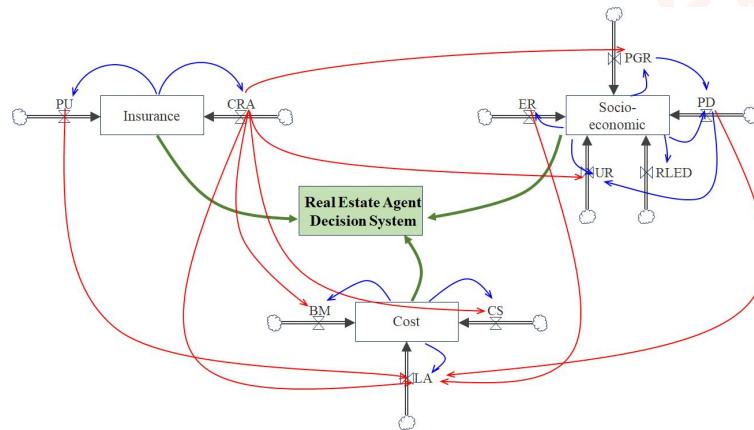 PGR
PU
Insurance
CRA
ER
Socio-
economic
PD
UR
RLED
Real Estate Agent
Decision System
BM
Cost
CS
LA